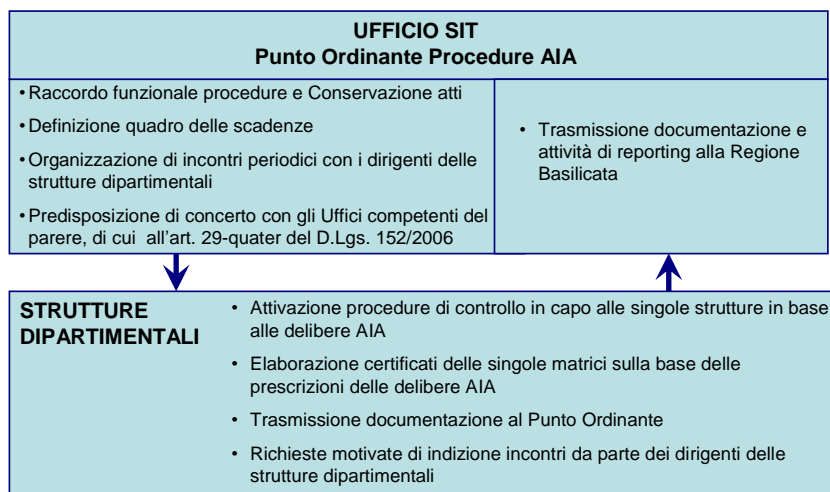 UFFICIO SIT
Punto Ordinante Procedure AIA
• Raccordo funzionale procedure e Conservazione atti
• Definizione quadro delle scadenze
• Organizzazione di incontri periodici con i dirigenti delle
strutture dipartimentali
• Predisposizione di concerto con gli Uffici competenti del
parere, di cui all'art. 29-quater del D.Lgs. 152/2006
• Trasmissione documentazione e
attività di reporting alla Regione
Basilicata
STRUTTURE
DIPARTIMENTALI
• Attivazione procedure di controllo in capo alle singole strutture in base
alle delibere AIA
• Elaborazione certificati delle singole matrici sulla base delle
prescrizioni delle delibere AIA
• Trasmissione documentazione al Punto Ordinante
• Richieste motivate di indizione incontri da parte dei dirigenti delle
strutture dipartimentali